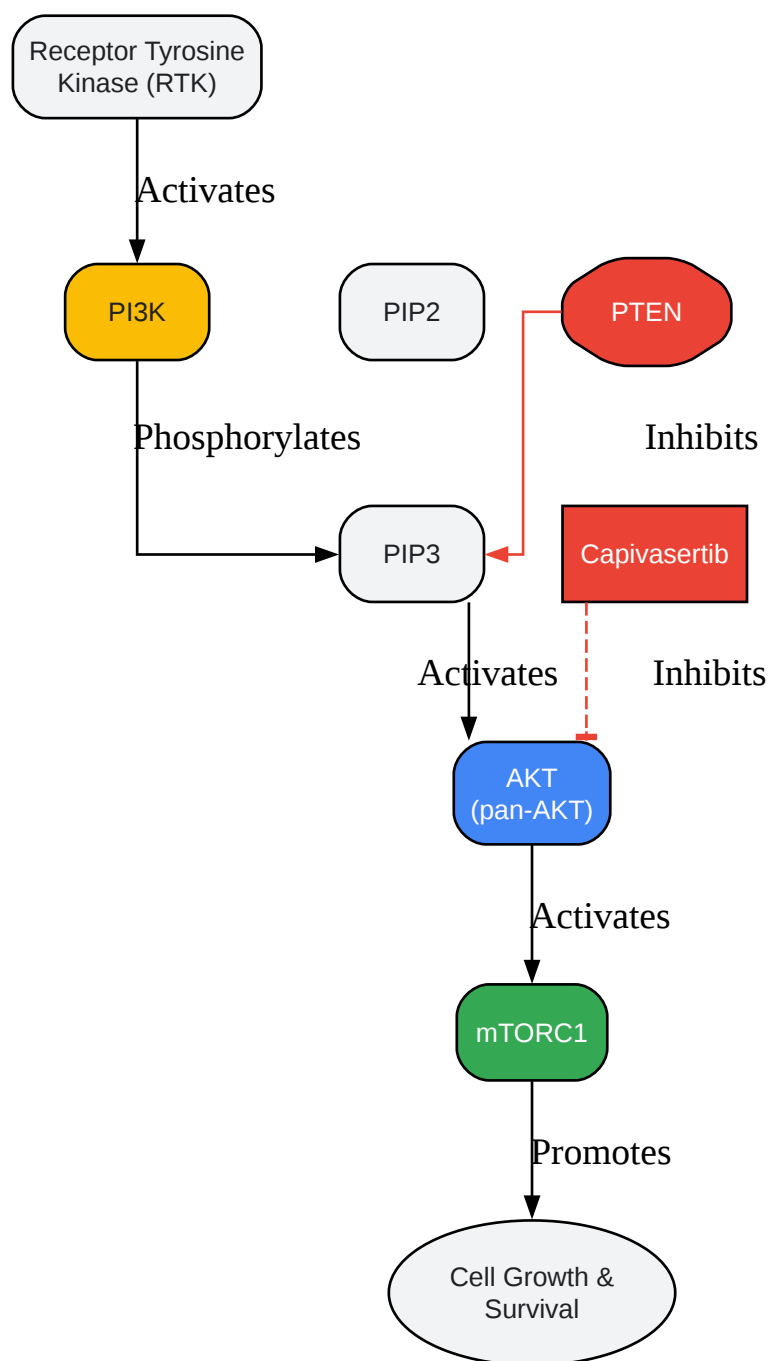 Receptor Tyrosine
Kinase (RTK)
Activates
PI3K
PIP2
PTEN
Phosphorylates
Inhibits
PIP3
Capivasertib
Activates
Inhibits
AKT
(pan-AKT)
Activates
mTORC1
Promotes
Cell Growth &
Survival